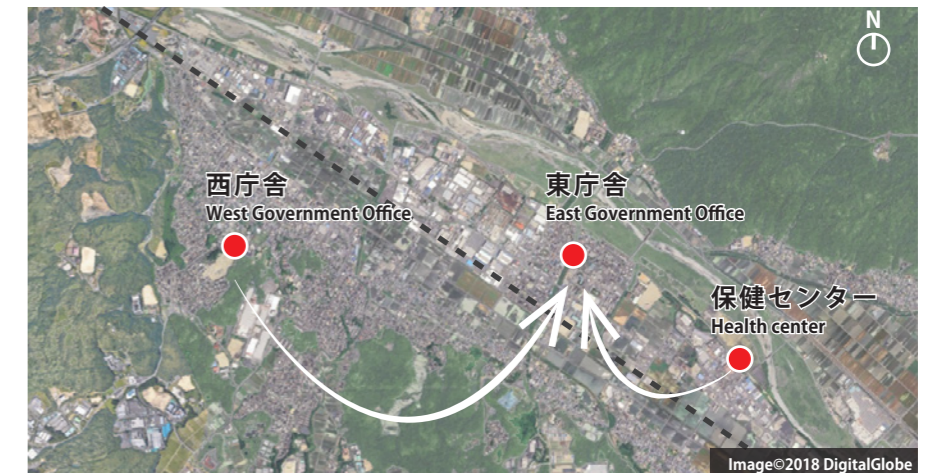 N
西庁舎
West Government Office
東庁舎
East Government Office
保健センター
Health center
Image©2018 DigitalGlobe